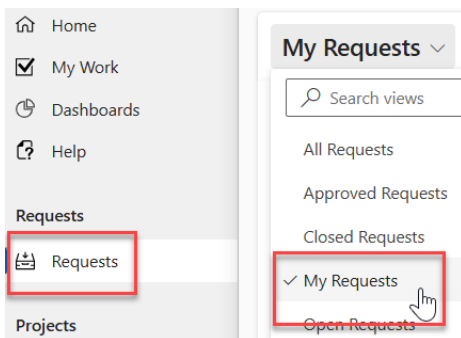 Home
My Work
Dashboards
Help
Requests
Requests
Projects
My Requests
Search views
All Requests
Approved Requests
Closed Requests
My Requests
Open Requests